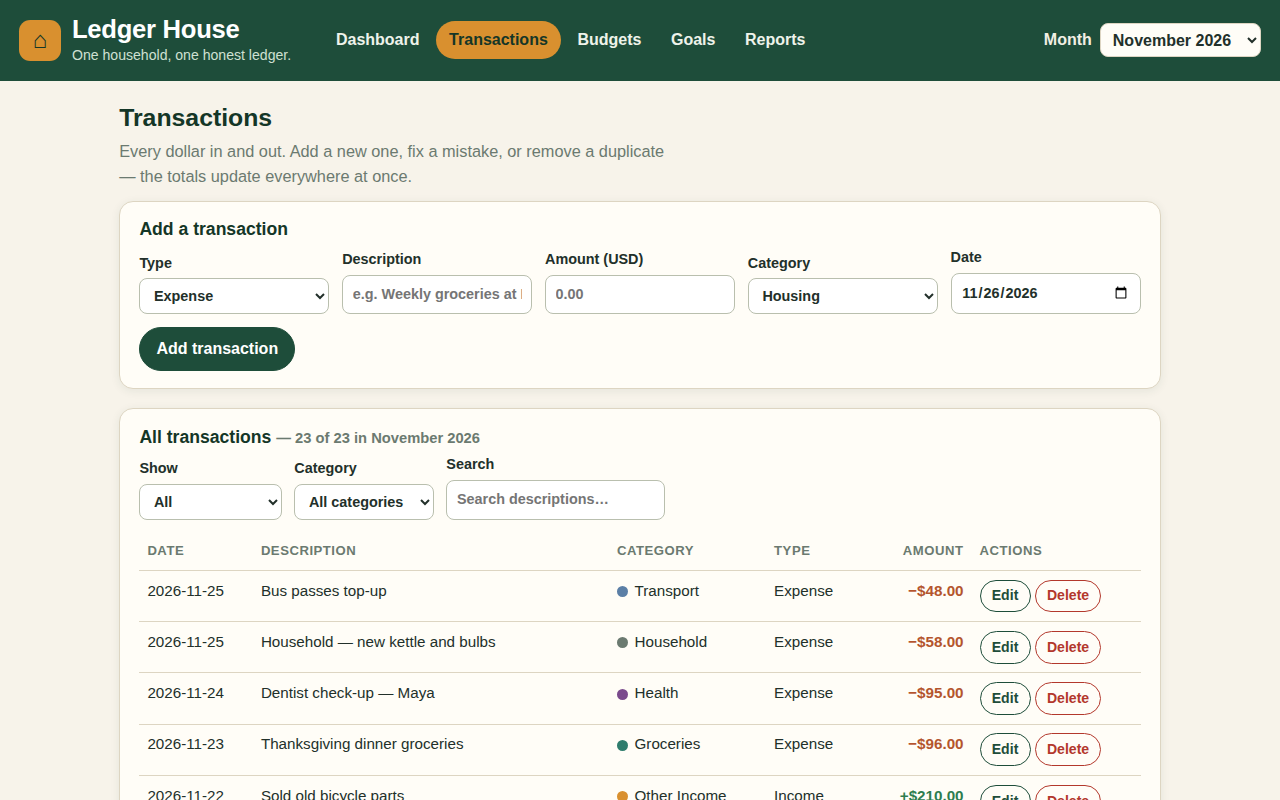 Ledger House
One household, one honest ledger.
Dashboard Transactions Budgets Goals Reports
Month November 2026
Transactions
Every dollar in and out. Add a new one, fix a mistake, or remove a duplicate
— the totals update everywhere at once.
Add a transaction
Type Description Amount (USD) Category Date
Expense e.g. Weekly groceries at 0.00 Housing 11/26/2026
Add transaction
All transactions — 23 of 23 in November 2026
Show Category Search
All All categories Search descriptions…
DATE DESCRIPTION CATEGORY TYPE AMOUNT ACTIONS
2026-11-25 Bus passes top-up Transport Expense −$48.00 Edit Delete
2026-11-25 Household — new kettle and bulbs Household Expense −$58.00 Edit Delete
2026-11-24 Dentist check-up — Maya Health Expense −$95.00 Edit Delete
2026-11-23 Thanksgiving dinner groceries Groceries Expense −$96.00 Edit Delete
2026-11-22 Sold old bicycle parts Other Income Income +$210.00 Edit Delete